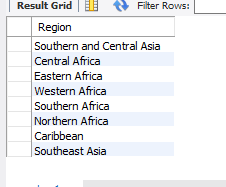 Result Grid Filter Rows:
Region
Southern and Central Asia
Central Africa
Eastern Africa
Western Africa
Southern Africa
Northern Africa
Caribbean
Southeast Asia